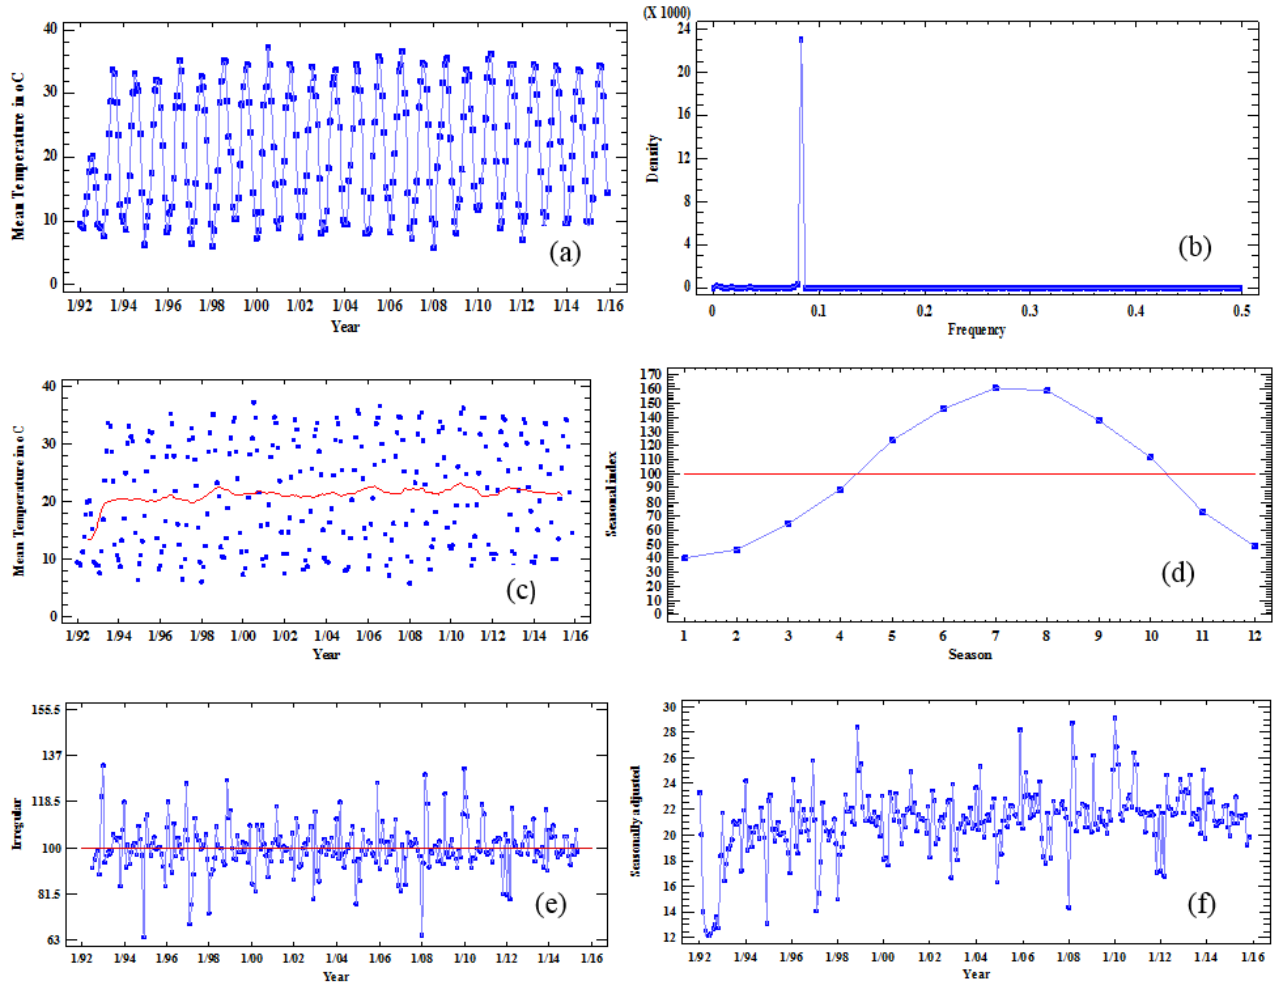 Mean Temperature in oC
40
30
20
10
0
1/92 1/94 1/96 1/98 1/00 1/02 1/04 1/06 1/08 1/10 1/12 1/14 1/16
Year
(a)
(X 1000)
Density
24
20
16
12
8
4
0
0 0.1 0.2 0.3 0.4 0.5
Frequency
(b)
Mean Temperature in oC
40
30
20
10
0
1/92 1/94 1/96 1/98 1/00 1/02 1/04 1/06 1/08 1/10 1/12 1/14 1/16
Year
(c)
Seasonal index
170
160
150
140
130
120
110
100
90
80
70
60
50
40
30
20
10
0
1 2 3 4 5 6 7 8 9 10 11 12
Season
(d)
Irregular
155.5
137
118.5
100
81.5
63
1/92 1/94 1/96 1/98 1/00 1/02 1/04 1/06 1/08 1/10 1/12 1/14 1/16
Year
(e)
Seasonally adjusted
30
28
26
24
22
20
18
16
14
12
1/92 1/94 1/96 1/98 1/00 1/02 1/04 1/06 1/08 1/10 1/12 1/14 1/16
Year
(f)